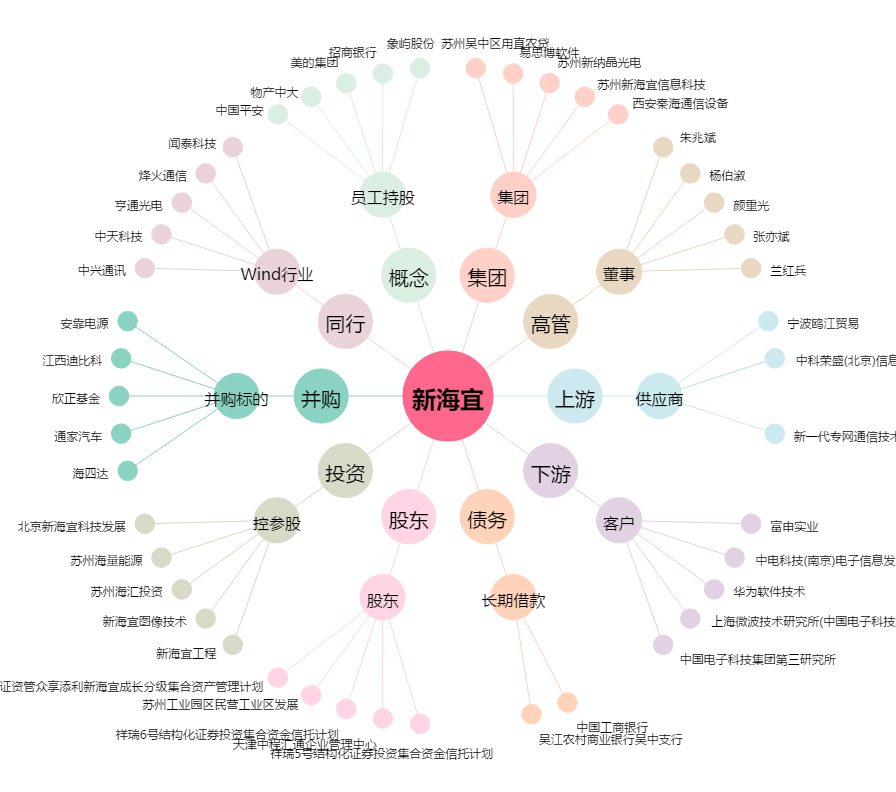 象屿股份
招商银行
美的集团
物产中大
中国平安
员工持股
概念
苏州吴中区甪直农贷
易思博软件
苏州新纳晶光电
苏州新海宜信息科技
西安秦海通信设备
集团
集团
朱兆斌
杨伯淑
颜重光
张亦斌
兰红兵
董事
高管
闻泰科技
烽火通信
亨通光电
中天科技
中兴通讯
Wind行业
同行
安靠电源
江西迪比科
欣正基金
通家汽车
海四达
并购标的
并购
新海宜
上游
供应商
宁波鸥江贸易
中科荣盛(北京)信息
新一代专网通信技术
投资
控参股
北京新海宜科技发展
苏州海量能源
苏州海汇投资
新海宜图像技术
新海宜工程
下游
客户
富申实业
中电科技(南京)电子信息发
华为软件技术
上海微波技术研究所(中国电子科技
中国电子科技集团第三研究所
股东
股东
证资管众享添利新海宜成长分级集合资产管理计划
苏州工业园区民营工业区发展
祥瑞6号结构化证券投资集合资金信托计划
天津中程汇通企业管理中心
祥瑞5号结构化证券投资集合资金信托计划
债务
长期借款
中国工商银行
吴江农村商业银行吴中支行